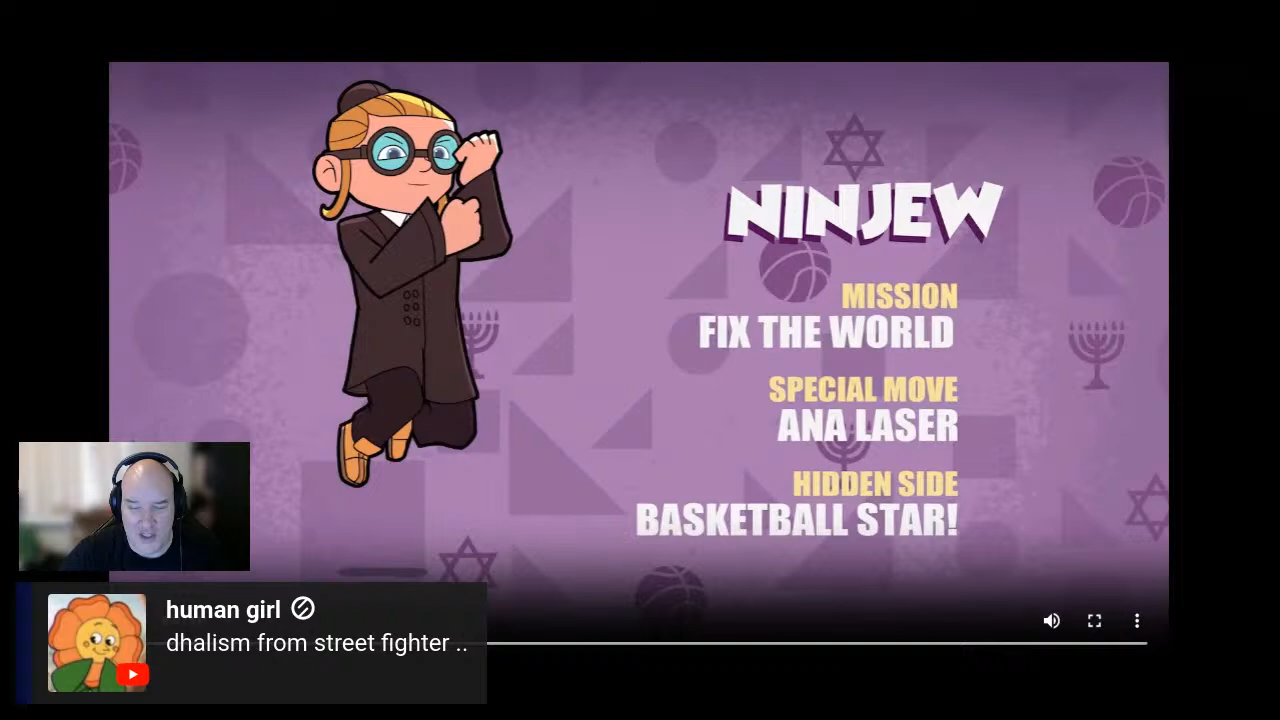 NINJEW
MISSION
FIX THE WORLD
SPECIAL MOVE
ANA LASER
HIDDEN SIDE
BASKETBALL STAR!
human girl
dhalism from street fighter ..